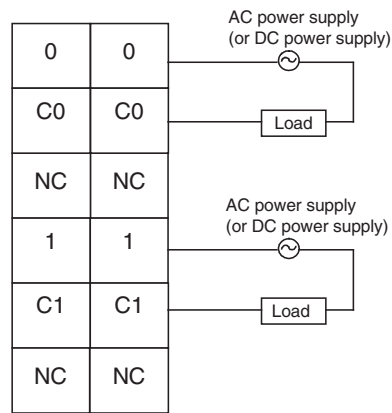 AC power supply
(or DC power supply)
0 0
C0 C0
Load
NC NC
AC power supply
(or DC power supply)
1 1
C1 C1
Load
NC NC